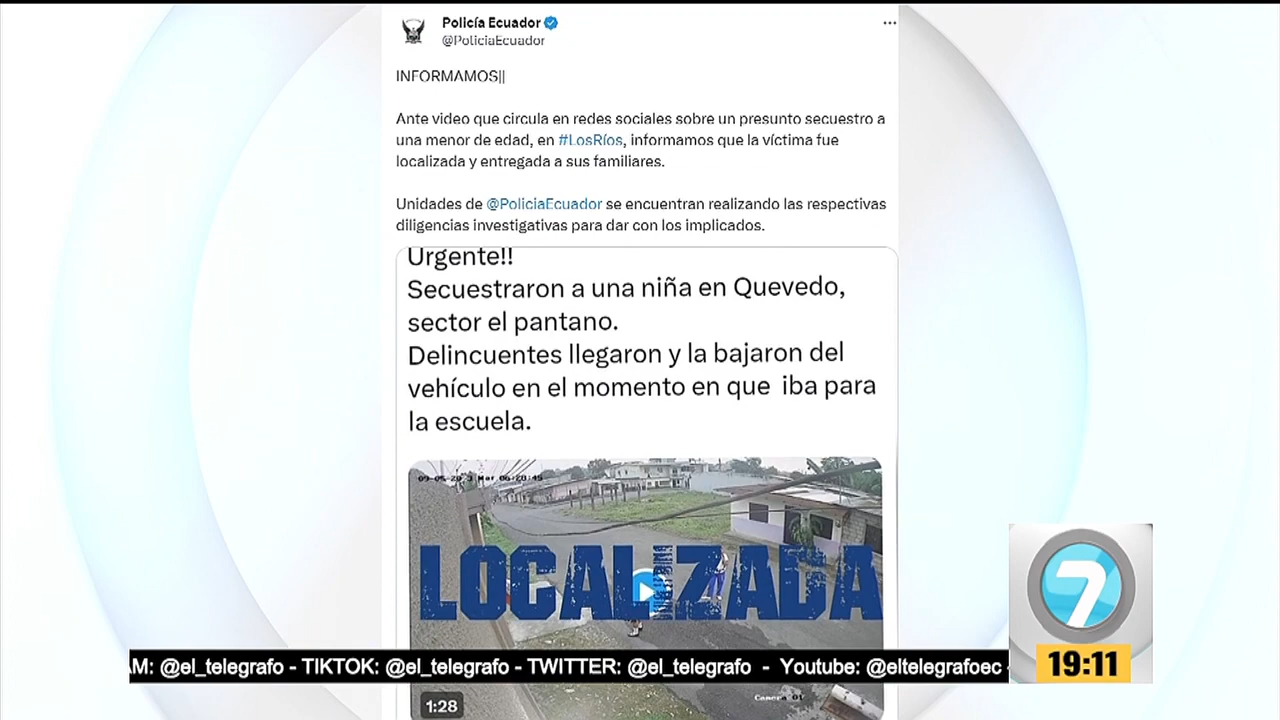 Policía Ecuador
@PoliciaEcuador
INFORMAMOS||
Ante video que circula en redes sociales sobre un presunto secuestro a
una menor de edad, en #LosRíos, informamos que la víctima fue
localizada y entregada a sus familiares.
Unidades de @PoliciaEcuador se encuentran realizando las respectivas
diligencias investigativas para dar con los implicados.
Urgente!!
Secuestraron a una niña en Quevedo,
sector el pantano.
Delincuentes llegaron y la bajaron del
vehículo en el momento en que iba para
la escuela.
LOCALIZADA
Camera 01
1:28
AM: @el_telegrafo - TIKTOK: @el_telegrafo - TWITTER: @el_telegrafo - Youtube: @eltelegrafoec -
7
19:11